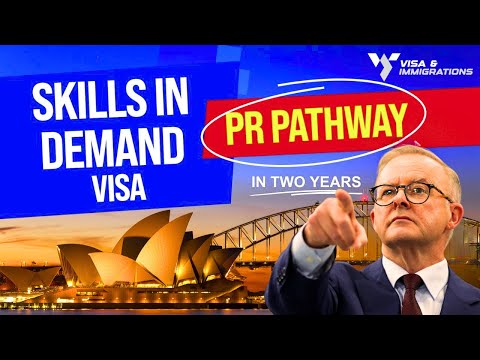 VISA &
IMMIGRATIONS
SKILLS IN
DEMAND
VISA
PR PATHWAY
IN TWO YEARS